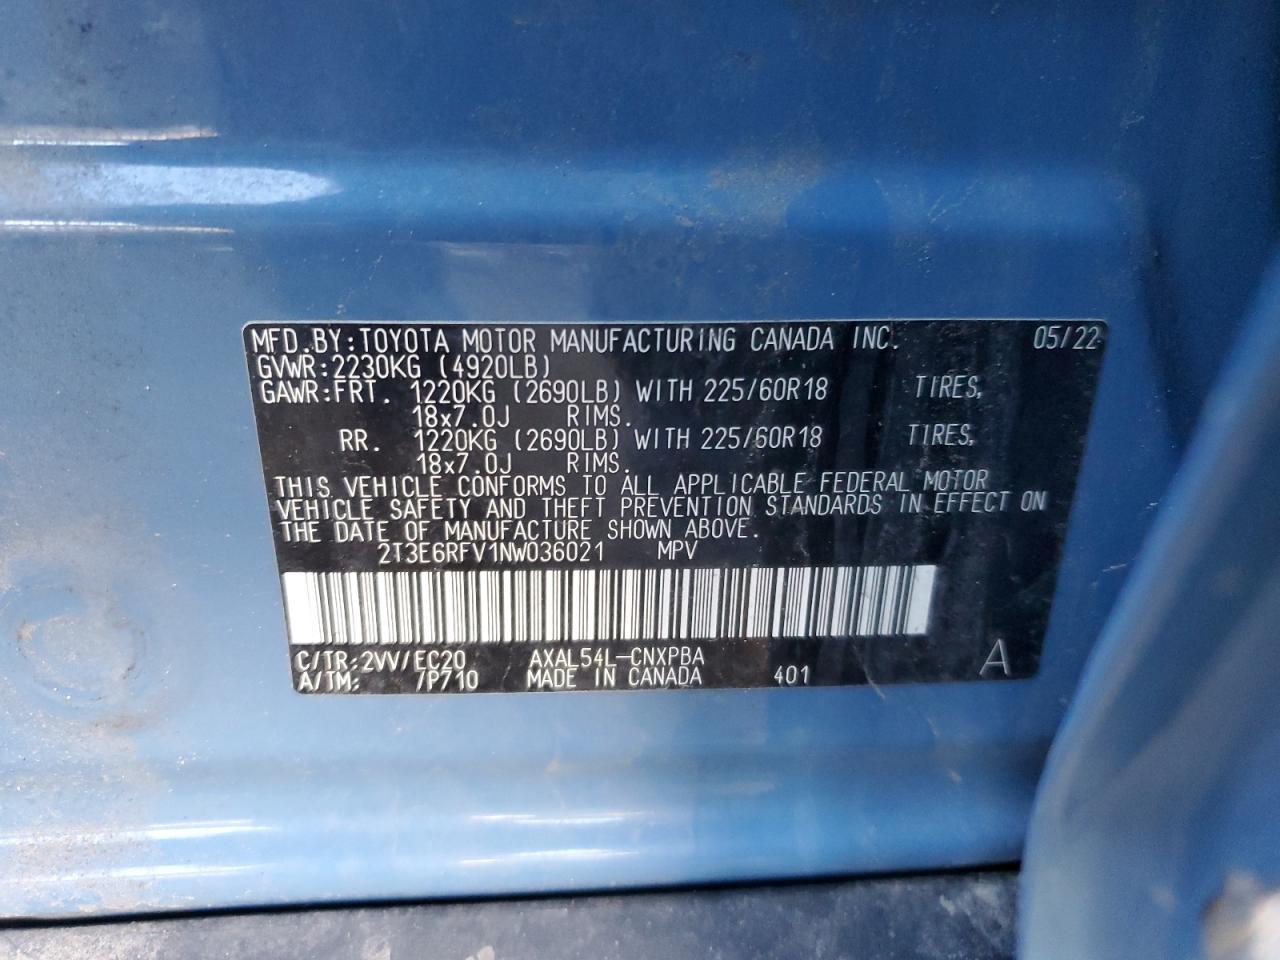 MFD.BY:TOYOTA MOTOR MANUFACTURING CANADA INC. 05/22
GVWR:2230KG (4920LB)
GAWR:FRT. 1220KG (2690LB) WITH 225/60R18 TIRES,
18x7.0J RIMS.
RR. 1220KG (2690LB) WITH 225/60R18 TIRES,
18x7.0J RIMS.
THIS VEHICLE CONFORMS TO ALL APPLICABLE FEDERAL MOTOR
VEHICLE SAFETY AND THEFT PREVENTION STANDARDS IN EFFECT ON
THE DATE OF MANUFACTURE SHOWN ABOVE.
2T3E6RFV1NW036021 MPV
C/TR:2VV/EC20 AXAL54L-CNXPBA A
A/TM: 7P710 MADE IN CANADA 401